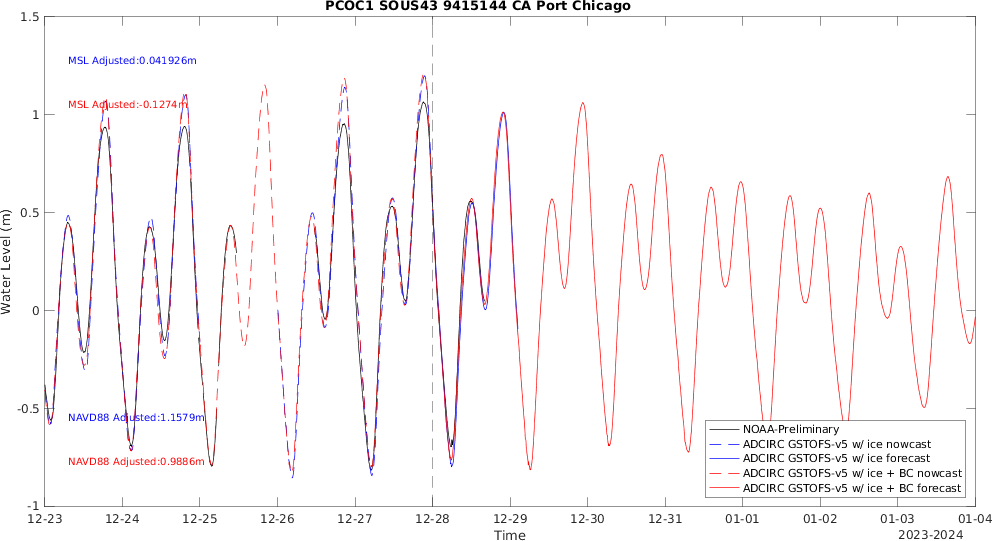 PCOC1 SOUS43 9415144 CA Port Chicago
1.5
1
0.5
0
-0.5
-1
Water Level (m)
MSL Adjusted:0.041926m
MSL Adjusted:-0.1274m
NAVD88 Adjusted:1.1579m
NAVD88 Adjusted:0.9886m
NOAA-Preliminary
ADCIRC GSTOFS-v5 w/ ice nowcast
ADCIRC GSTOFS-v5 w/ ice forecast
ADCIRC GSTOFS-v5 w/ ice + BC nowcast
ADCIRC GSTOFS-v5 w/ ice + BC forecast
12-23 12-24 12-25 12-26 12-27 12-28 12-29 12-30 12-31 01-01 01-02 01-03 01-04
Time
2023-2024